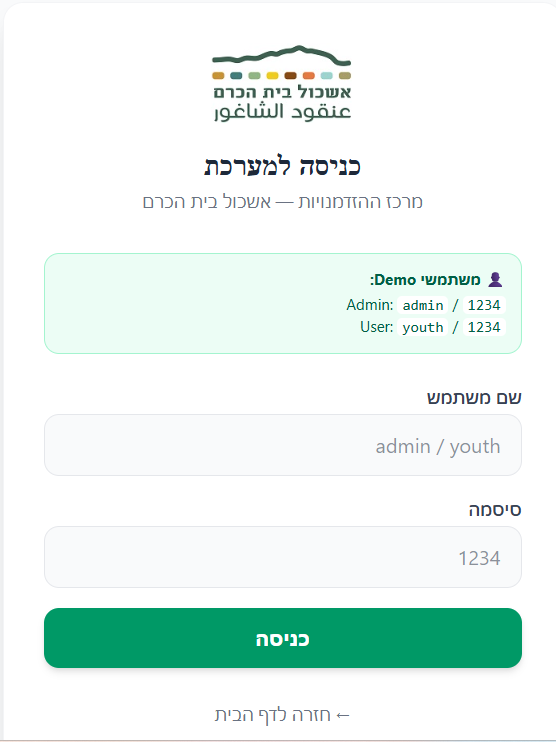 אשכול בית הכרם
عنقود الشاغور
כניסה למערכת
מרכז ההזדמנויות — אשכול בית הכרם
משתמשי Demo:
Admin: admin / 1234
User: youth / 1234
שם משתמש
admin / youth
סיסמה
1234
כניסה
← חזרה לדף הבית